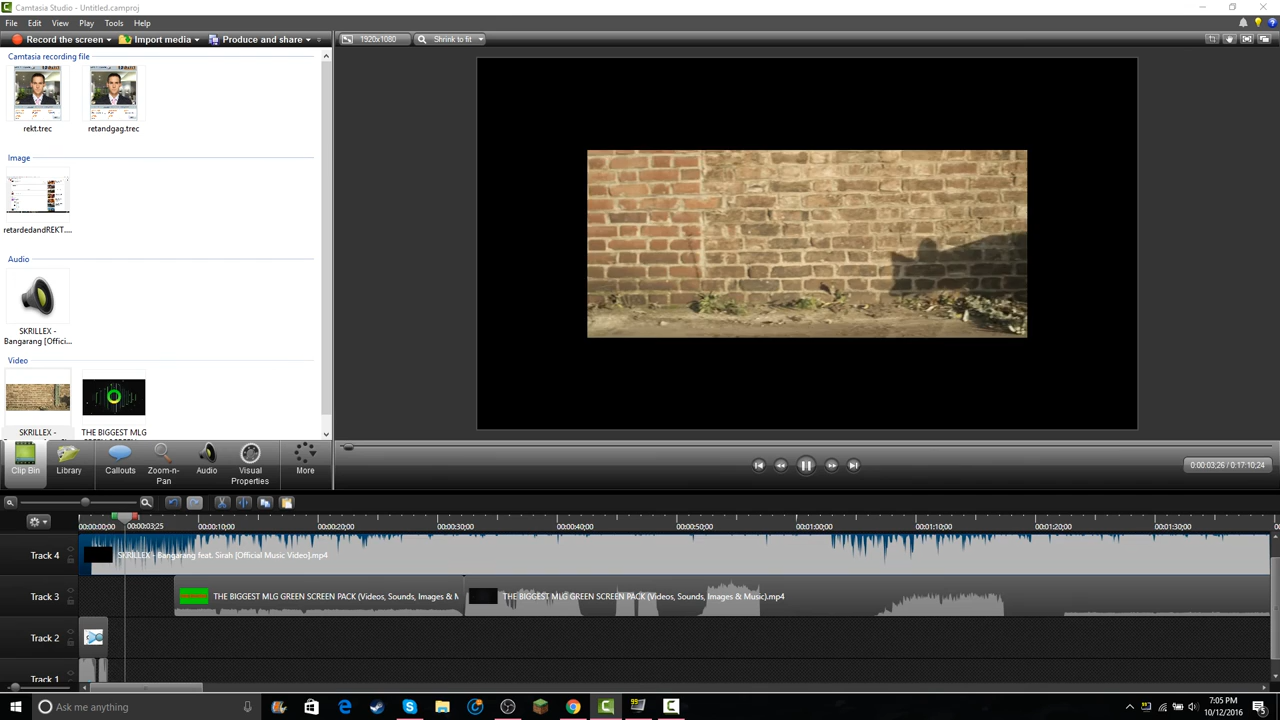 Camtasia Studio - Untitled.camproj
File Edit View Play Tools Help
Record the screen Import media Produce and share
1920x1080 Shrink to fit
Camtasia recording file
rekt.trec
retandgag.trec
Image
retardedandREKT....
Audio
SKRILLEX -
Bangarang [Offici...
Video
SKRILLEX -
THE BIGGEST MLG
Clip Bin
Library
Callouts
Zoom-n-
Pan
Audio
Visual
Properties
More
0:00:03;26 / 0:17:10;24
00:00:00;00 00:00:03;25 00:00:10;00 00:00:20;00 00:00:30;00 00:00:40;00 00:00:50;00 00:01:00;00 00:01:10;00 00:01:20;00 00:01:30;00
Track 4 SKRILLEX - Bangarang feat. Sirah [Official Music Video].mp4
Track 3 THE BIGGEST MLG GREEN SCREEN PACK (Videos, Sounds, Images & M THE BIGGEST MLG GREEN SCREEN PACK (Videos, Sounds, Images & Music).mp4
Track 2
Track 1
Ask me anything
99
7:05 PM
10/12/2016